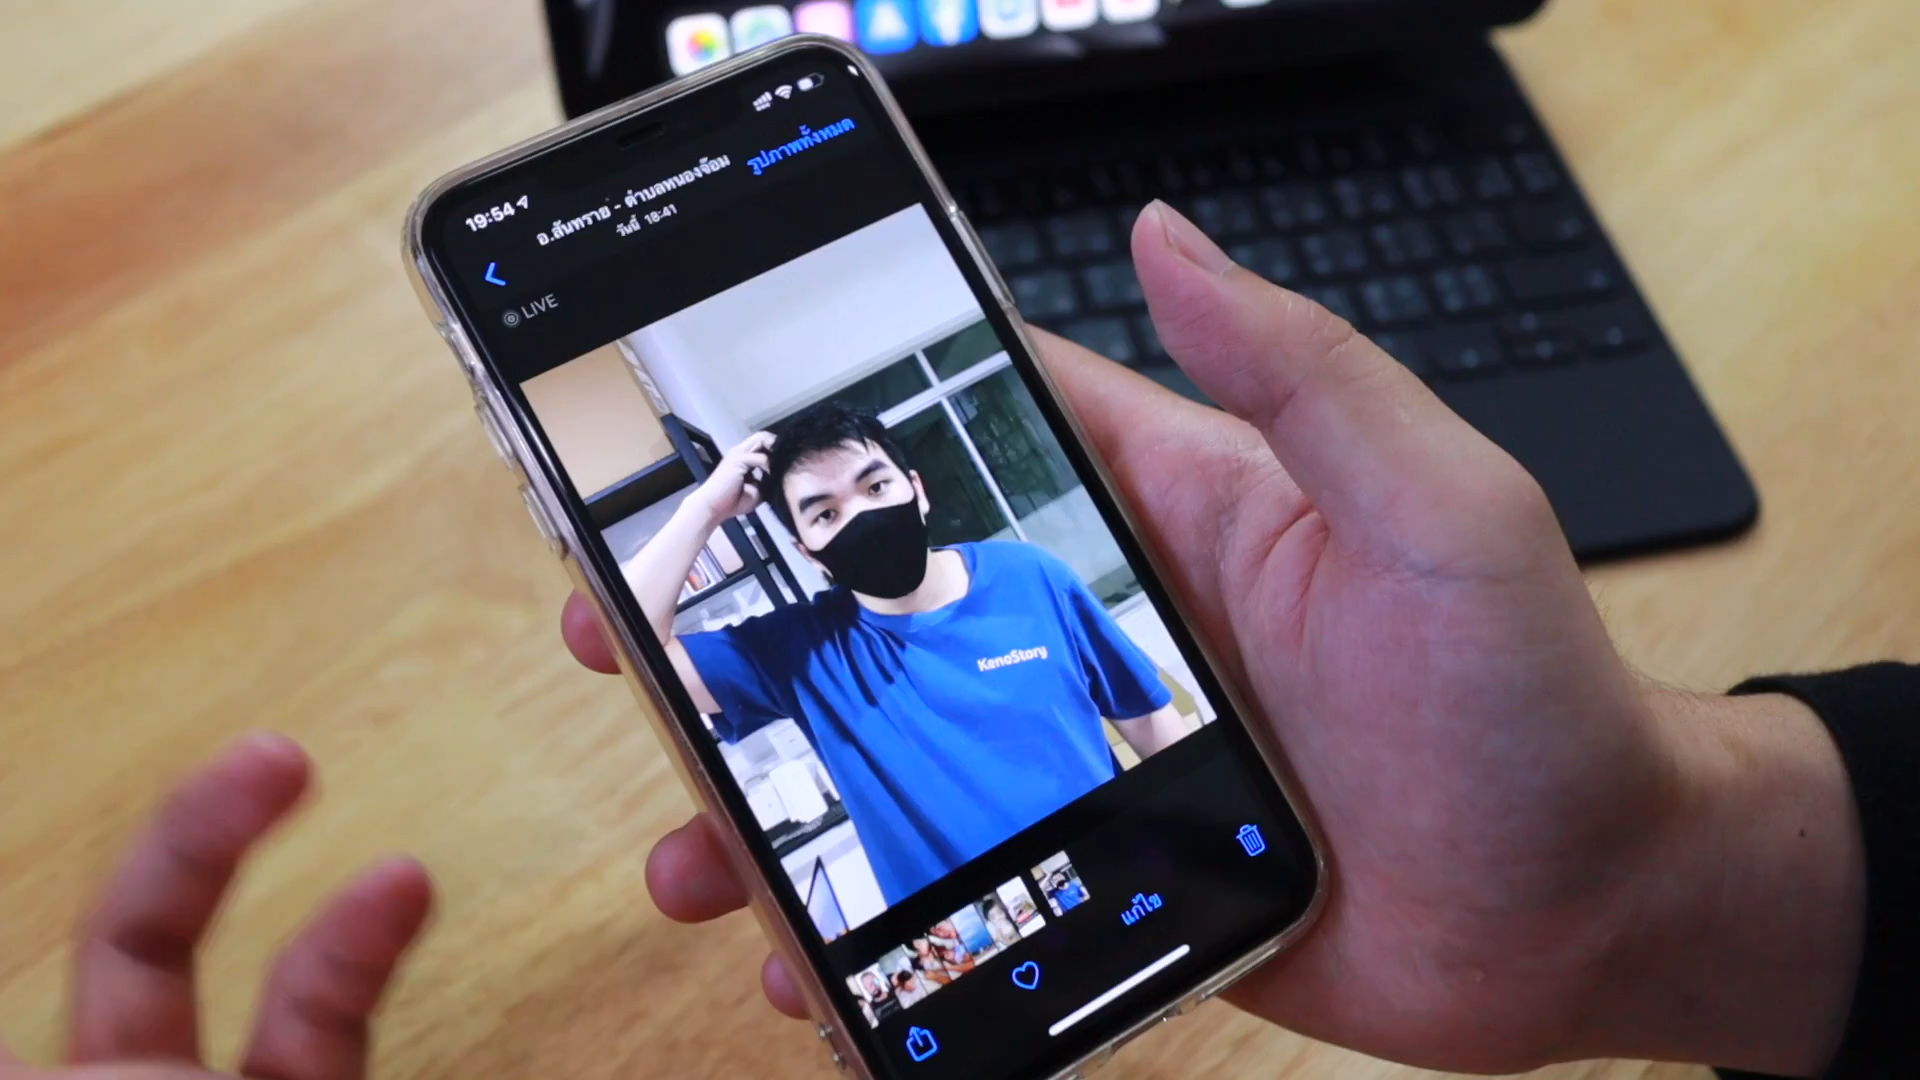 19:54
อ.สันทราย - ตำบลหนองจ๊อม
รูปภาพทั้งหมด
วันนี้ 18:41
LIVE
KenoStory
แก้ไข